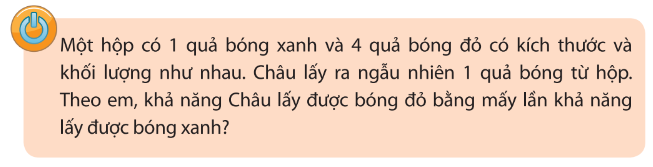 Một hộp có 1 quả bóng xanh và 4 quả bóng đỏ có kích thước và
khối lượng như nhau. Châu lấy ra ngẫu nhiên 1 quả bóng từ hộp.
Theo em, khả năng Châu lấy được bóng đỏ bằng mấy lần khả năng
lấy được bóng xanh?